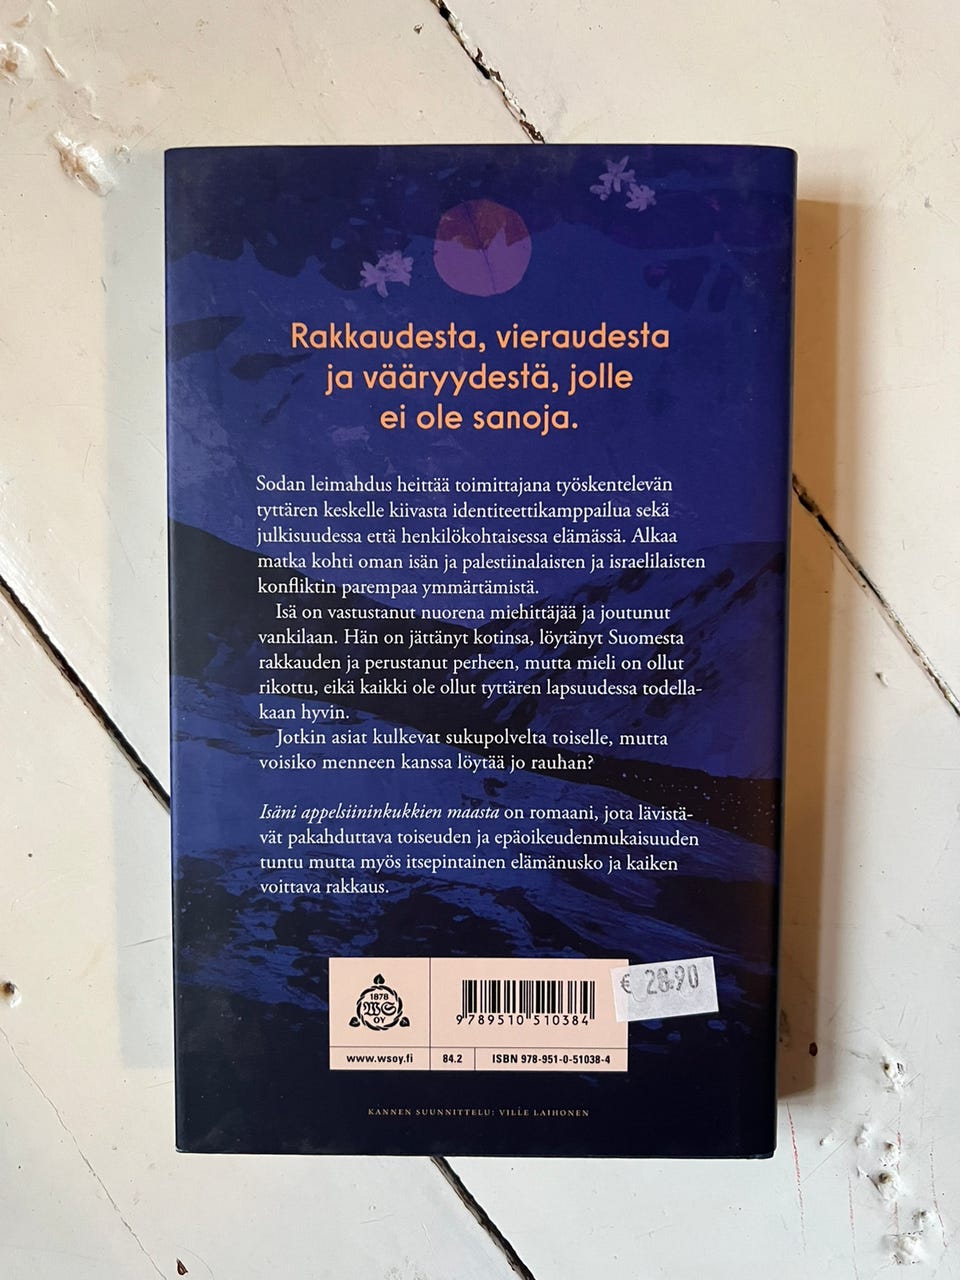 Rakkaudesta, vieraudesta
ja vääryydestä, jolle
ei ole sanoja.
Sodan leimahdus heittää toimittajana työskentelevän
tyttären keskelle kiivasta identiteettikamppailua sekä
julkisuudessa että henkilökohtaisessa elämässä. Alkaa
matka kohti oman isän ja palestiinalaisten ja israelilaisten
konfliktin parempaa ymmärtämistä.
Isä on vastustanut nuorena miehittäjää ja joutunut
vankilaan. Hän on jättänyt kotinsa, löytänyt Suomesta
rakkauden ja perustanut perheen, mutta mieli on ollut
rikottu, eikä kaikki ole ollut tyttären lapsuudessa todella-
kaan hyvin.
Jotkin asiat kulkevat sukupolvelta toiselle, mutta
voisiko menneen kanssa löytää jo rauhan?
Isäni appelsiininkukkien maasta on romaani, jota lävistä-
vät pakahduttava toiseuden ja epäoikeudenmukaisuuden
tuntu mutta myös itsepintainen elämänusko ja kaiken
voittava rakkaus.
1878
WS
OY
9 789510 510384
€ 28.90
www.wsoy.fi
84.2
ISBN 978-951-0-51038-4
KANNEN SUUNNITTELU: VILLE LAIHONEN